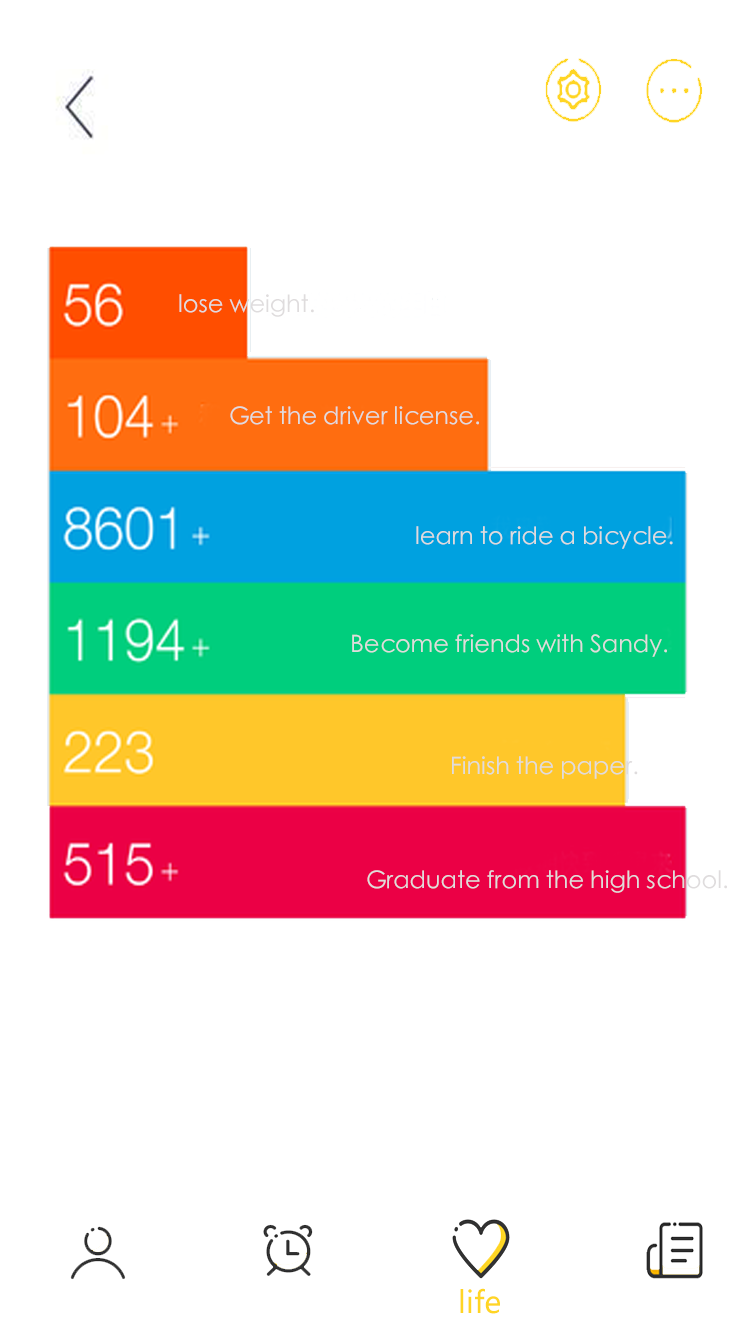 56 lose weight.
104+ Get the driver license.
8601+ learn to ride a bicycle.
1194+ Become friends with Sandy.
223 Finish the paper.
515+ Graduate from the high school.
life